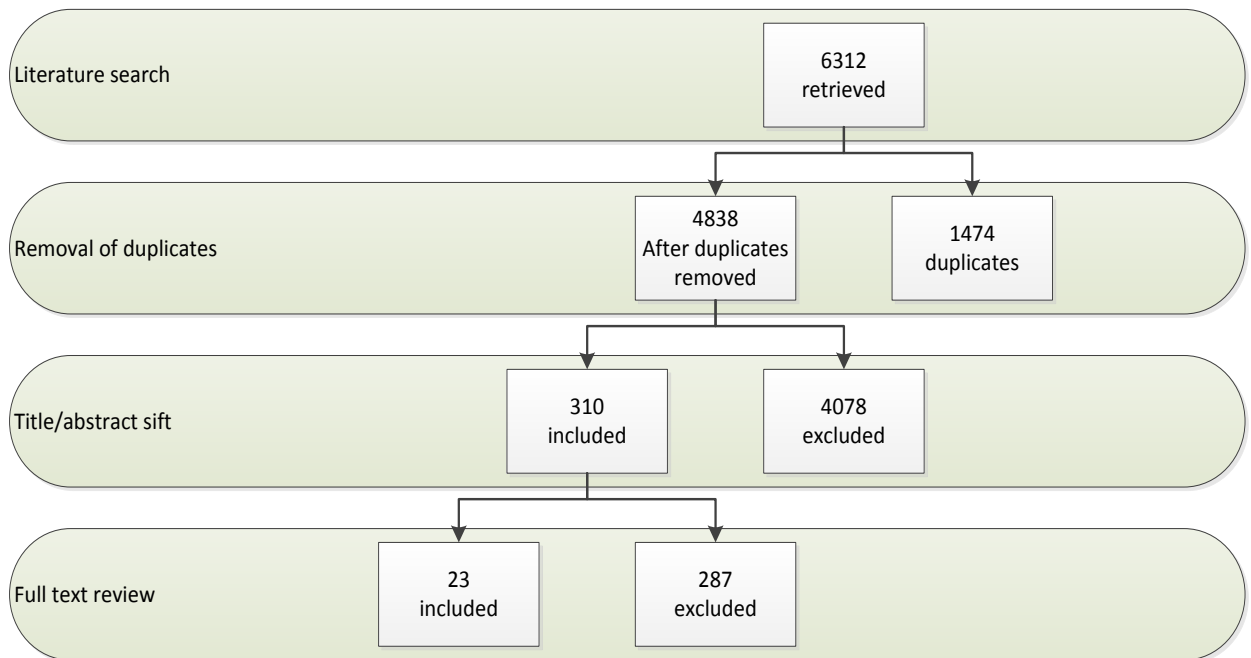 Literature search
6312
retrieved
Removal of duplicates
4838
After duplicates
removed
1474
duplicates
Title/abstract sift
310
included
4078
excluded
Full text review
23
included
287
excluded